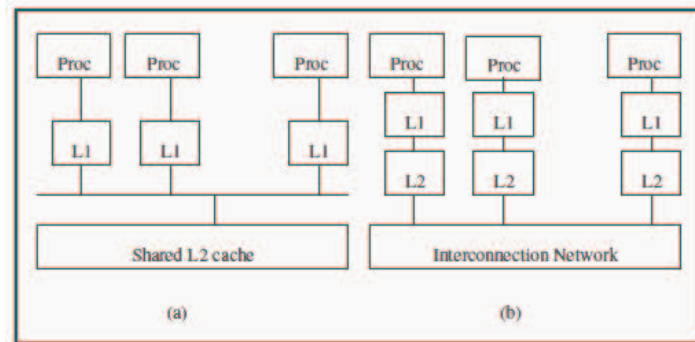 Proc Proc Proc Proc Proc Proc
L1 L1 L1 L1 L1 L1
L2 L2 L2
Shared L2 cache Interconnection Network
(a) (b)